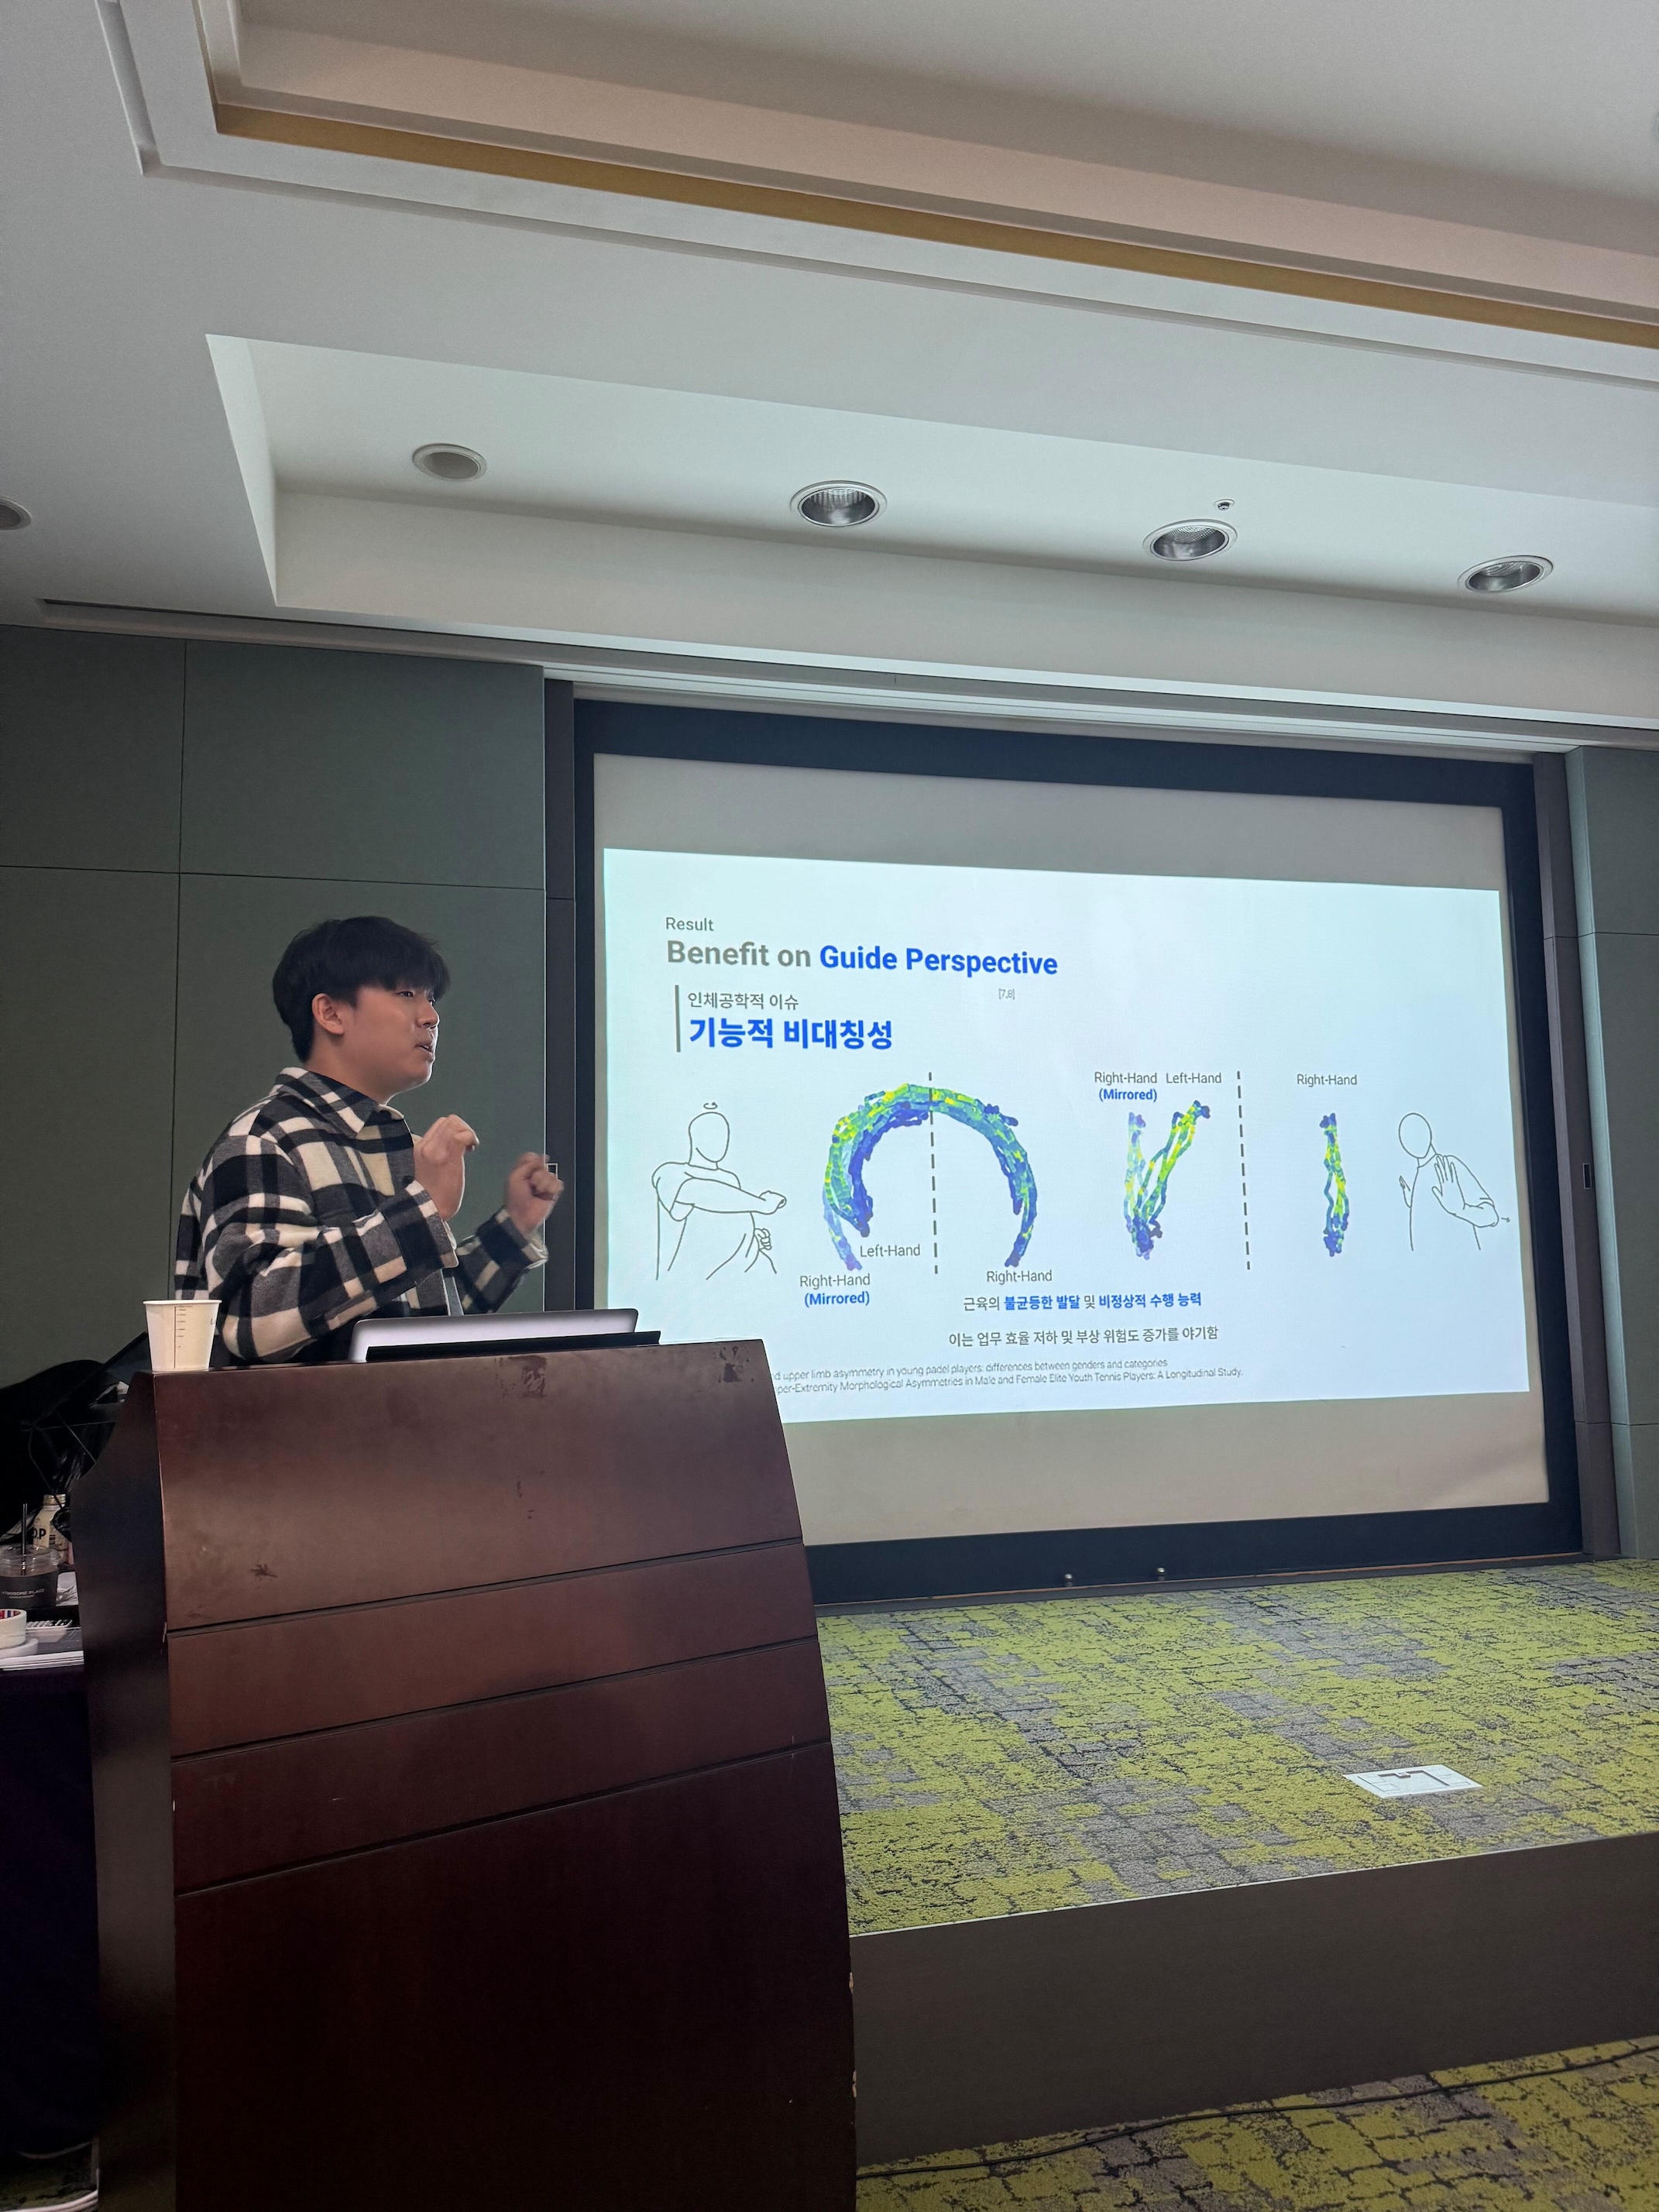 Result
Benefit on Guide Perspective
[7,8]
인체공학적 이슈
기능적 비대칭성
Right-Hand Left-Hand
(Mirrored)
Right-Hand
Left-Hand
Right-Hand
(Mirrored)
Right-Hand
근육의 불균등한 발달 및 비정상적 수행 능력
이는 업무 효율 저하 및 부상 위험도 증가를 야기함
upper limb asymmetry in young padel players: differences between genders and categories
Morphological Asymmetries in Male and Female Elite Youth Tennis Players: A Longitudinal Study.